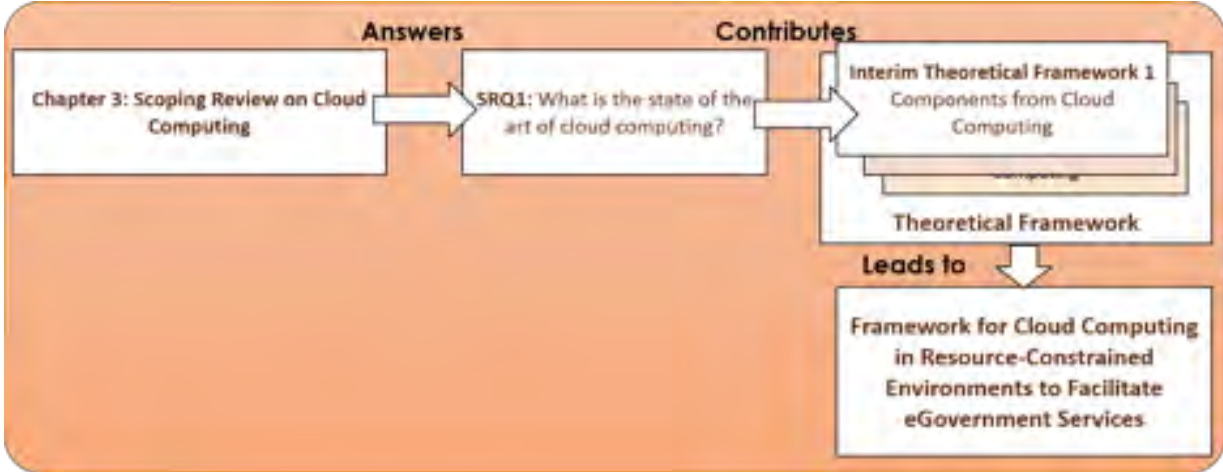 Answers
Contributes
Chapter 3: Scoping Review on Cloud
Computing
SRQ1: What is the state of the
art of cloud computing?
Interim Theoretical Framework 1
Components from Cloud
Computing
Computing
Theoretical Framework
Leads to
Framework for Cloud Computing
in Resource-Constrained
Environments to Facilitate
eGovernment Services